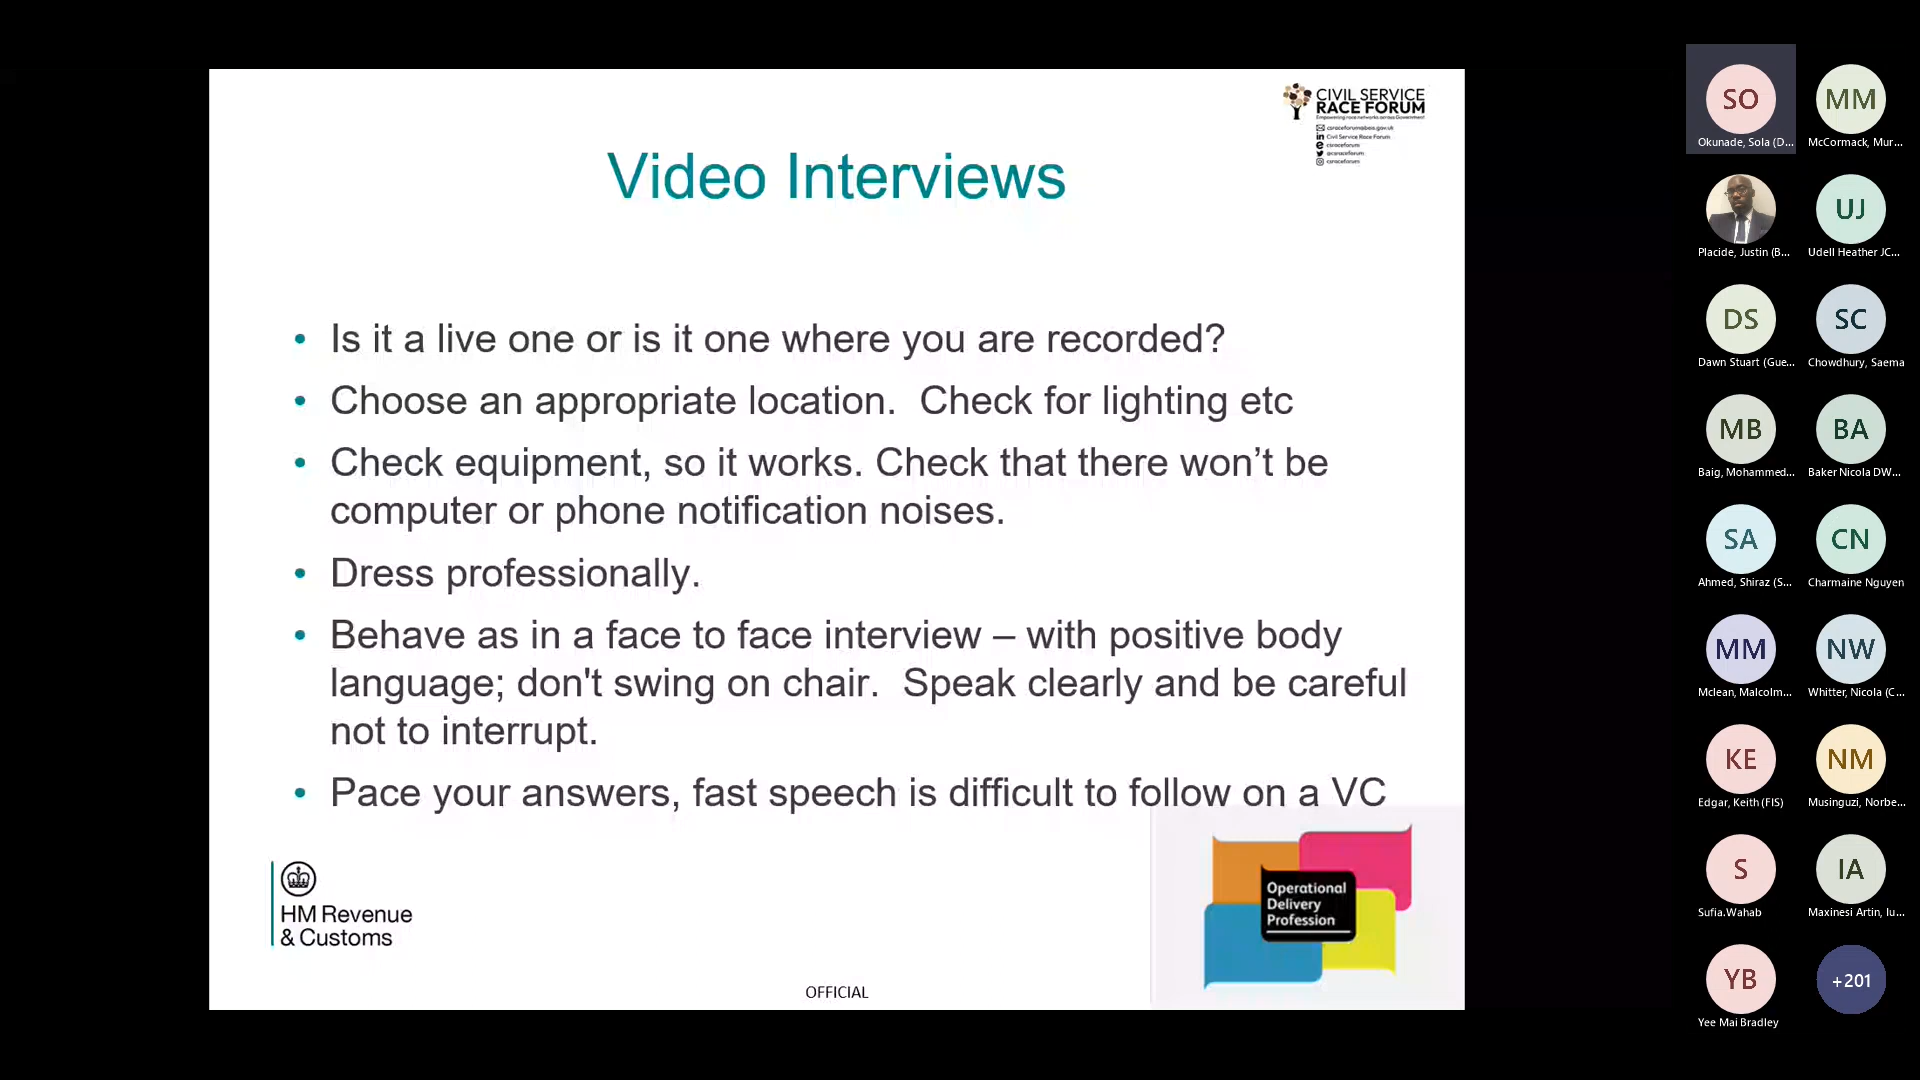 CIVIL SERVICE
RACE FORUM
Empowering race networks across Government
csraceforum@beis.gov.uk
Civil Service Race Forum
csraceforum
@csraceforum
csraceforum
Video Interviews
• Is it a live one or is it one where you are recorded?
• Choose an appropriate location.  Check for lighting etc
• Check equipment, so it works. Check that there won’t be
computer or phone notification noises.
• Dress professionally.
• Behave as in a face to face interview – with positive body
language; don't swing on chair.  Speak clearly and be careful
not to interrupt.
• Pace your answers, fast speech is difficult to follow on a VC
HM Revenue
& Customs
Operational
Delivery
Profession
OFFICIAL
SO
MM
Okunade, Sola (D...
McCormack, Mur...
UJ
Placide, Justin (B...
Udell Heather JC...
DS
SC
Dawn Stuart (Gue...
Chowdhury, Saema
MB
BA
Baig, Mohammed...
Baker Nicola DW...
SA
CN
Ahmed, Shiraz (S...
Charmaine Nguyen
MM
NW
Mclean, Malcolm...
Whitter, Nicola (C...
KE
NM
Edgar, Keith (FIS)
Musinguzi, Norbe...
S
IA
Sufia.Wahab
Maxinesi Artin, Iu...
YB
+201
Yee Mai Bradley